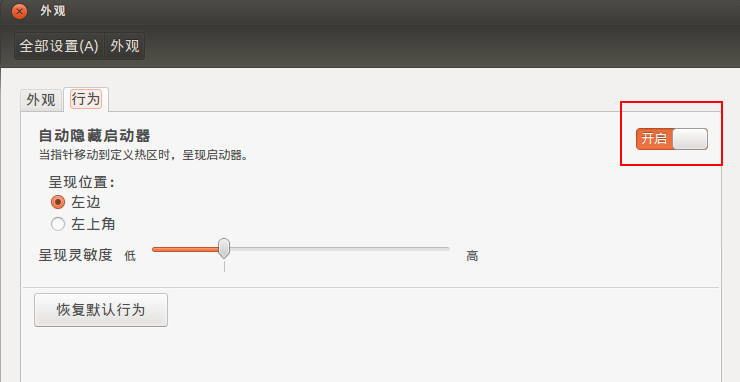 外观
全部设置(A) 外观
外观 行为
自动隐藏启动器
开启
当指针移动到定义热区时，呈现启动器。
呈现位置：
左边
左上角
呈现灵敏度 低 高
恢复默认行为